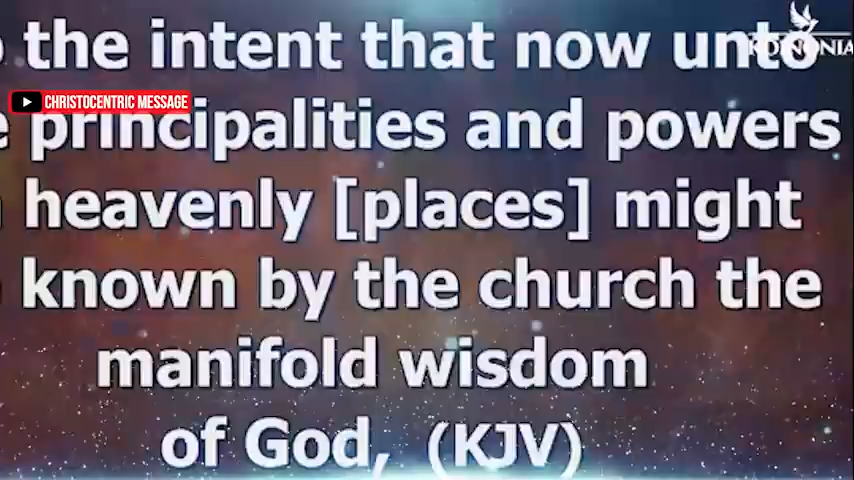 the intent that now unto
KOINONIA
CHRISTOCENTRIC MESSAGE
principalities and powers
heavenly [places] might
known by the church the
manifold wisdom
of God, (KJV)